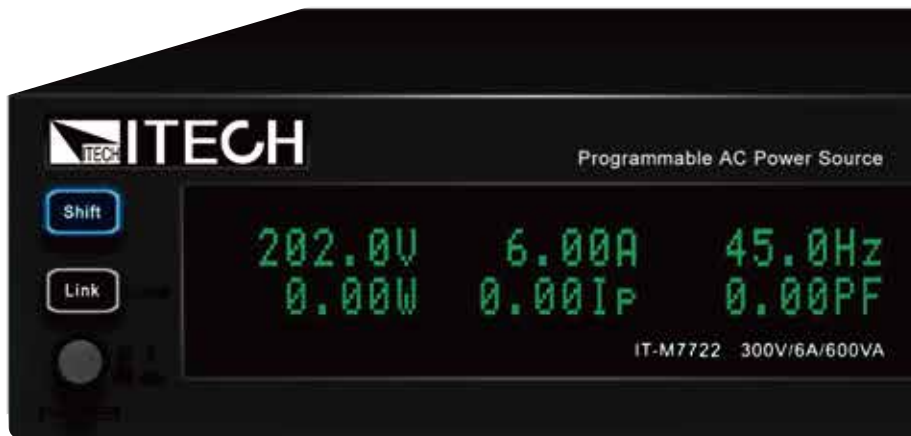 ITECH ITECH
Programmable AC Power Source
Shift
202.0V 6.00A 45.0Hz
Link
0.00W 0.00Ip 0.00PF
IT-M7722 300V/6A/600VA